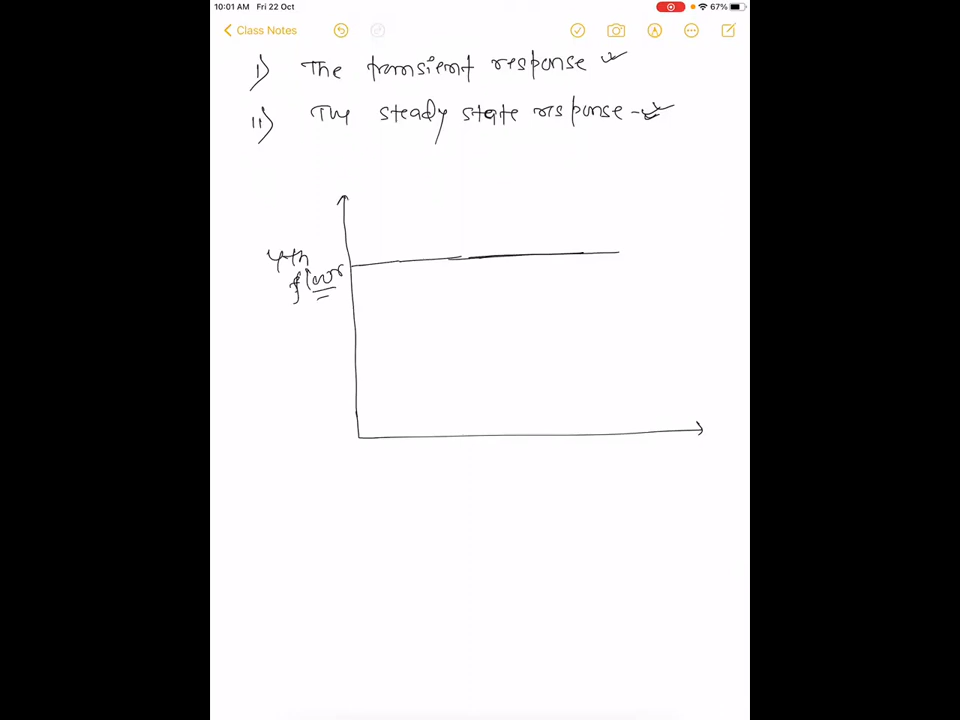 10:01 AM Fri 22 Oct 67%
Class Notes
i) The transient response
ii) The steady state response
4th
floor